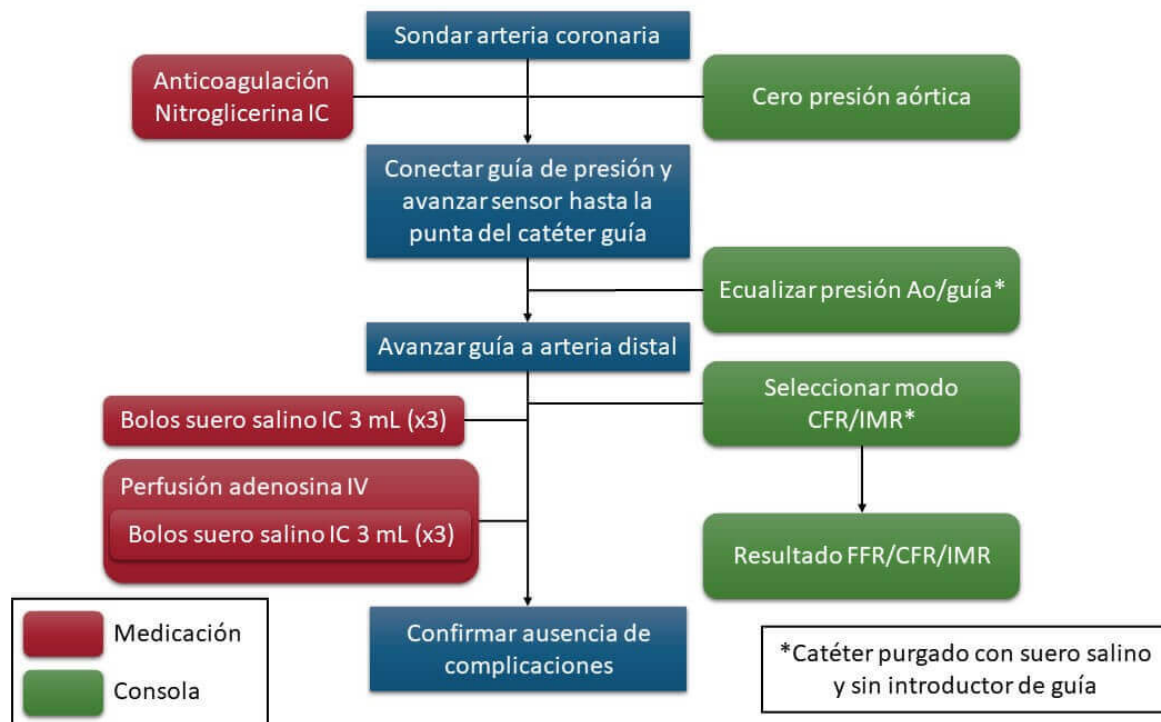 Sondar arteria coronaria
Anticoagulación
Nitroglicerina IC
Cero presión aórtica
Conectar guía de presión y
avanzar sensor hasta la
punta del catéter guía
Ecualizar presión Ao/guía*
Avanzar guía a arteria distal
Seleccionar modo
CFR/IMR*
Bolos suero salino IC 3 mL (x3)
Perfusión adenosina IV
Bolos suero salino IC 3 mL (x3)
Resultado FFR/CFR/IMR
Confirmar ausencia de
complicaciones
Medicación
Consola
*Catéter purgado con suero salino
y sin introductor de guía